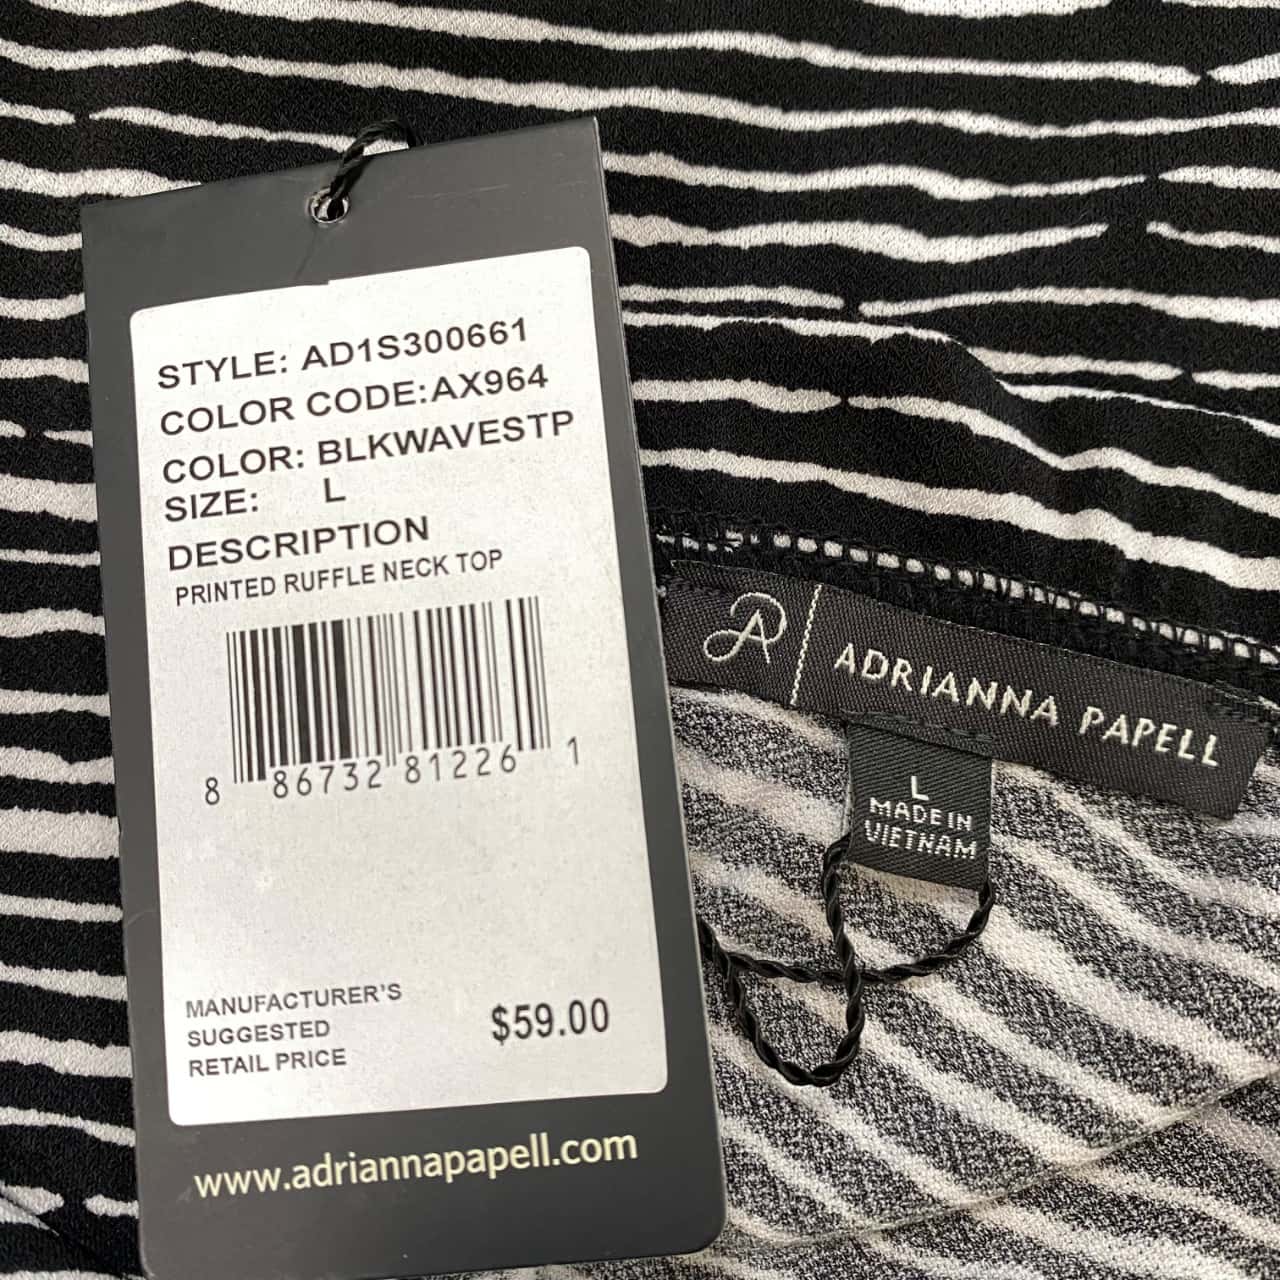 STYLE: AD1S300661
COLOR CODE:AX964
COLOR: BLKWAVESTP
SIZE: L
DESCRIPTION
PRINTED RUFFLE NECK TOP
8 86732 81226 1
MANUFACTURER'S
SUGGESTED
RETAIL PRICE
$59.00
www.adriannapapell.com
AP
ADRIANNA PAPELL
L
MADE IN
VIETNAM